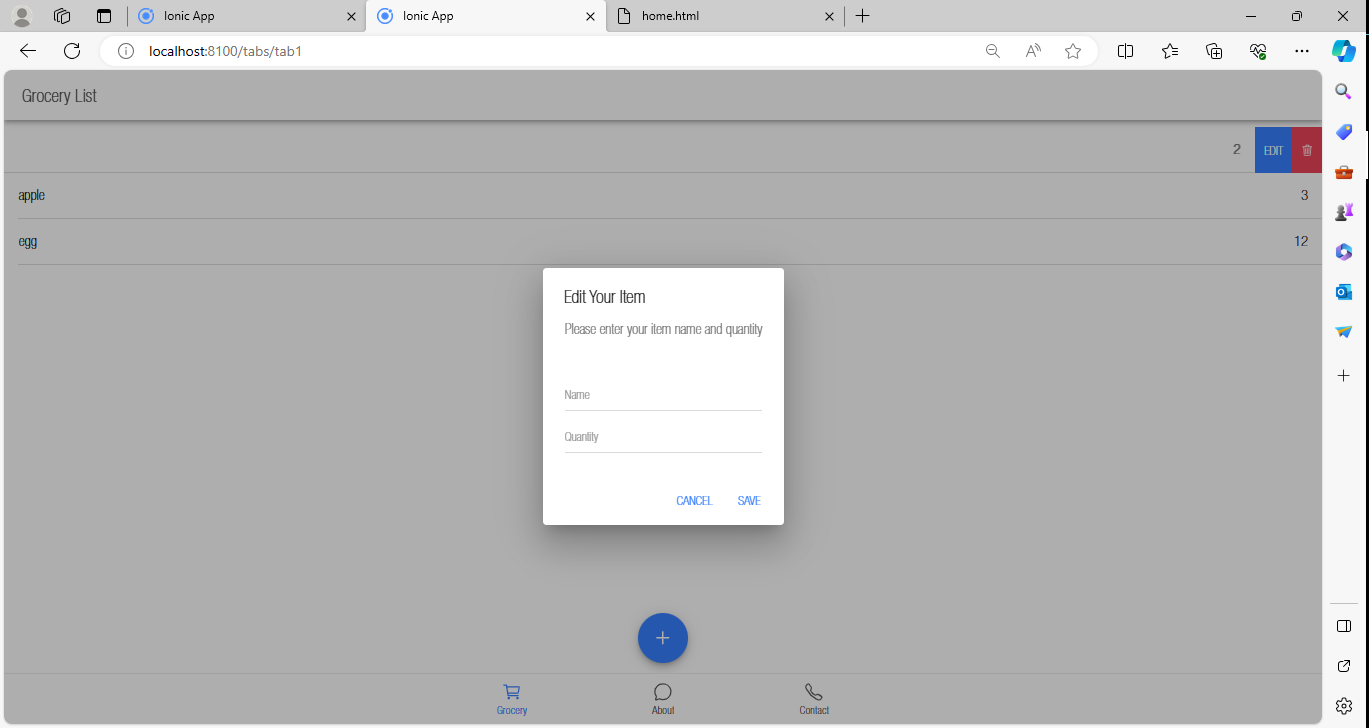 Ionic App
Ionic App
home.html
localhost:8100/tabs/tab1
Grocery List
2
EDIT
apple
3
egg
12
Edit Your Item
Please enter your item name and quantity
Name
Quantity
CANCEL
SAVE
Grocery
About
Contact